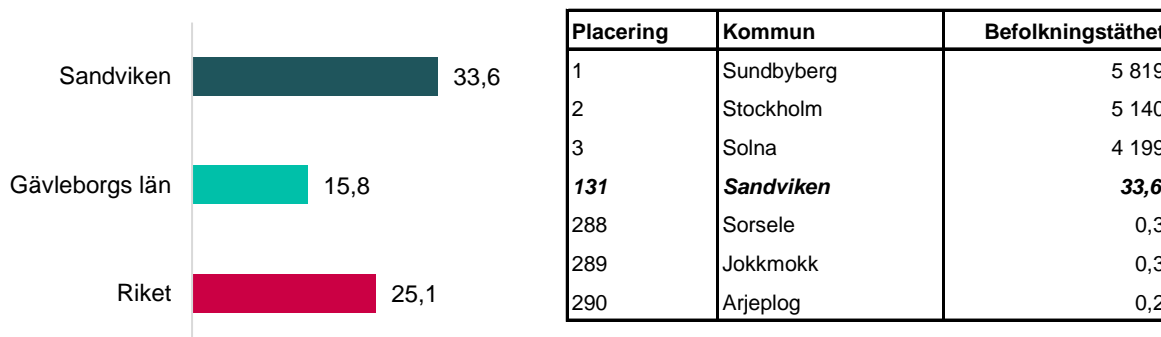 Sandviken 33,6
Gävleborgs län 15,8
Riket 25,1
Placering Kommun Befolkningstäthet
1 Sundbyberg 5 819
2 Stockholm 5 140
3 Solna 4 199
131 Sandviken 33,6
288 Sorsele 0,3
289 Jokkmokk 0,3
290 Arjeplog 0,2